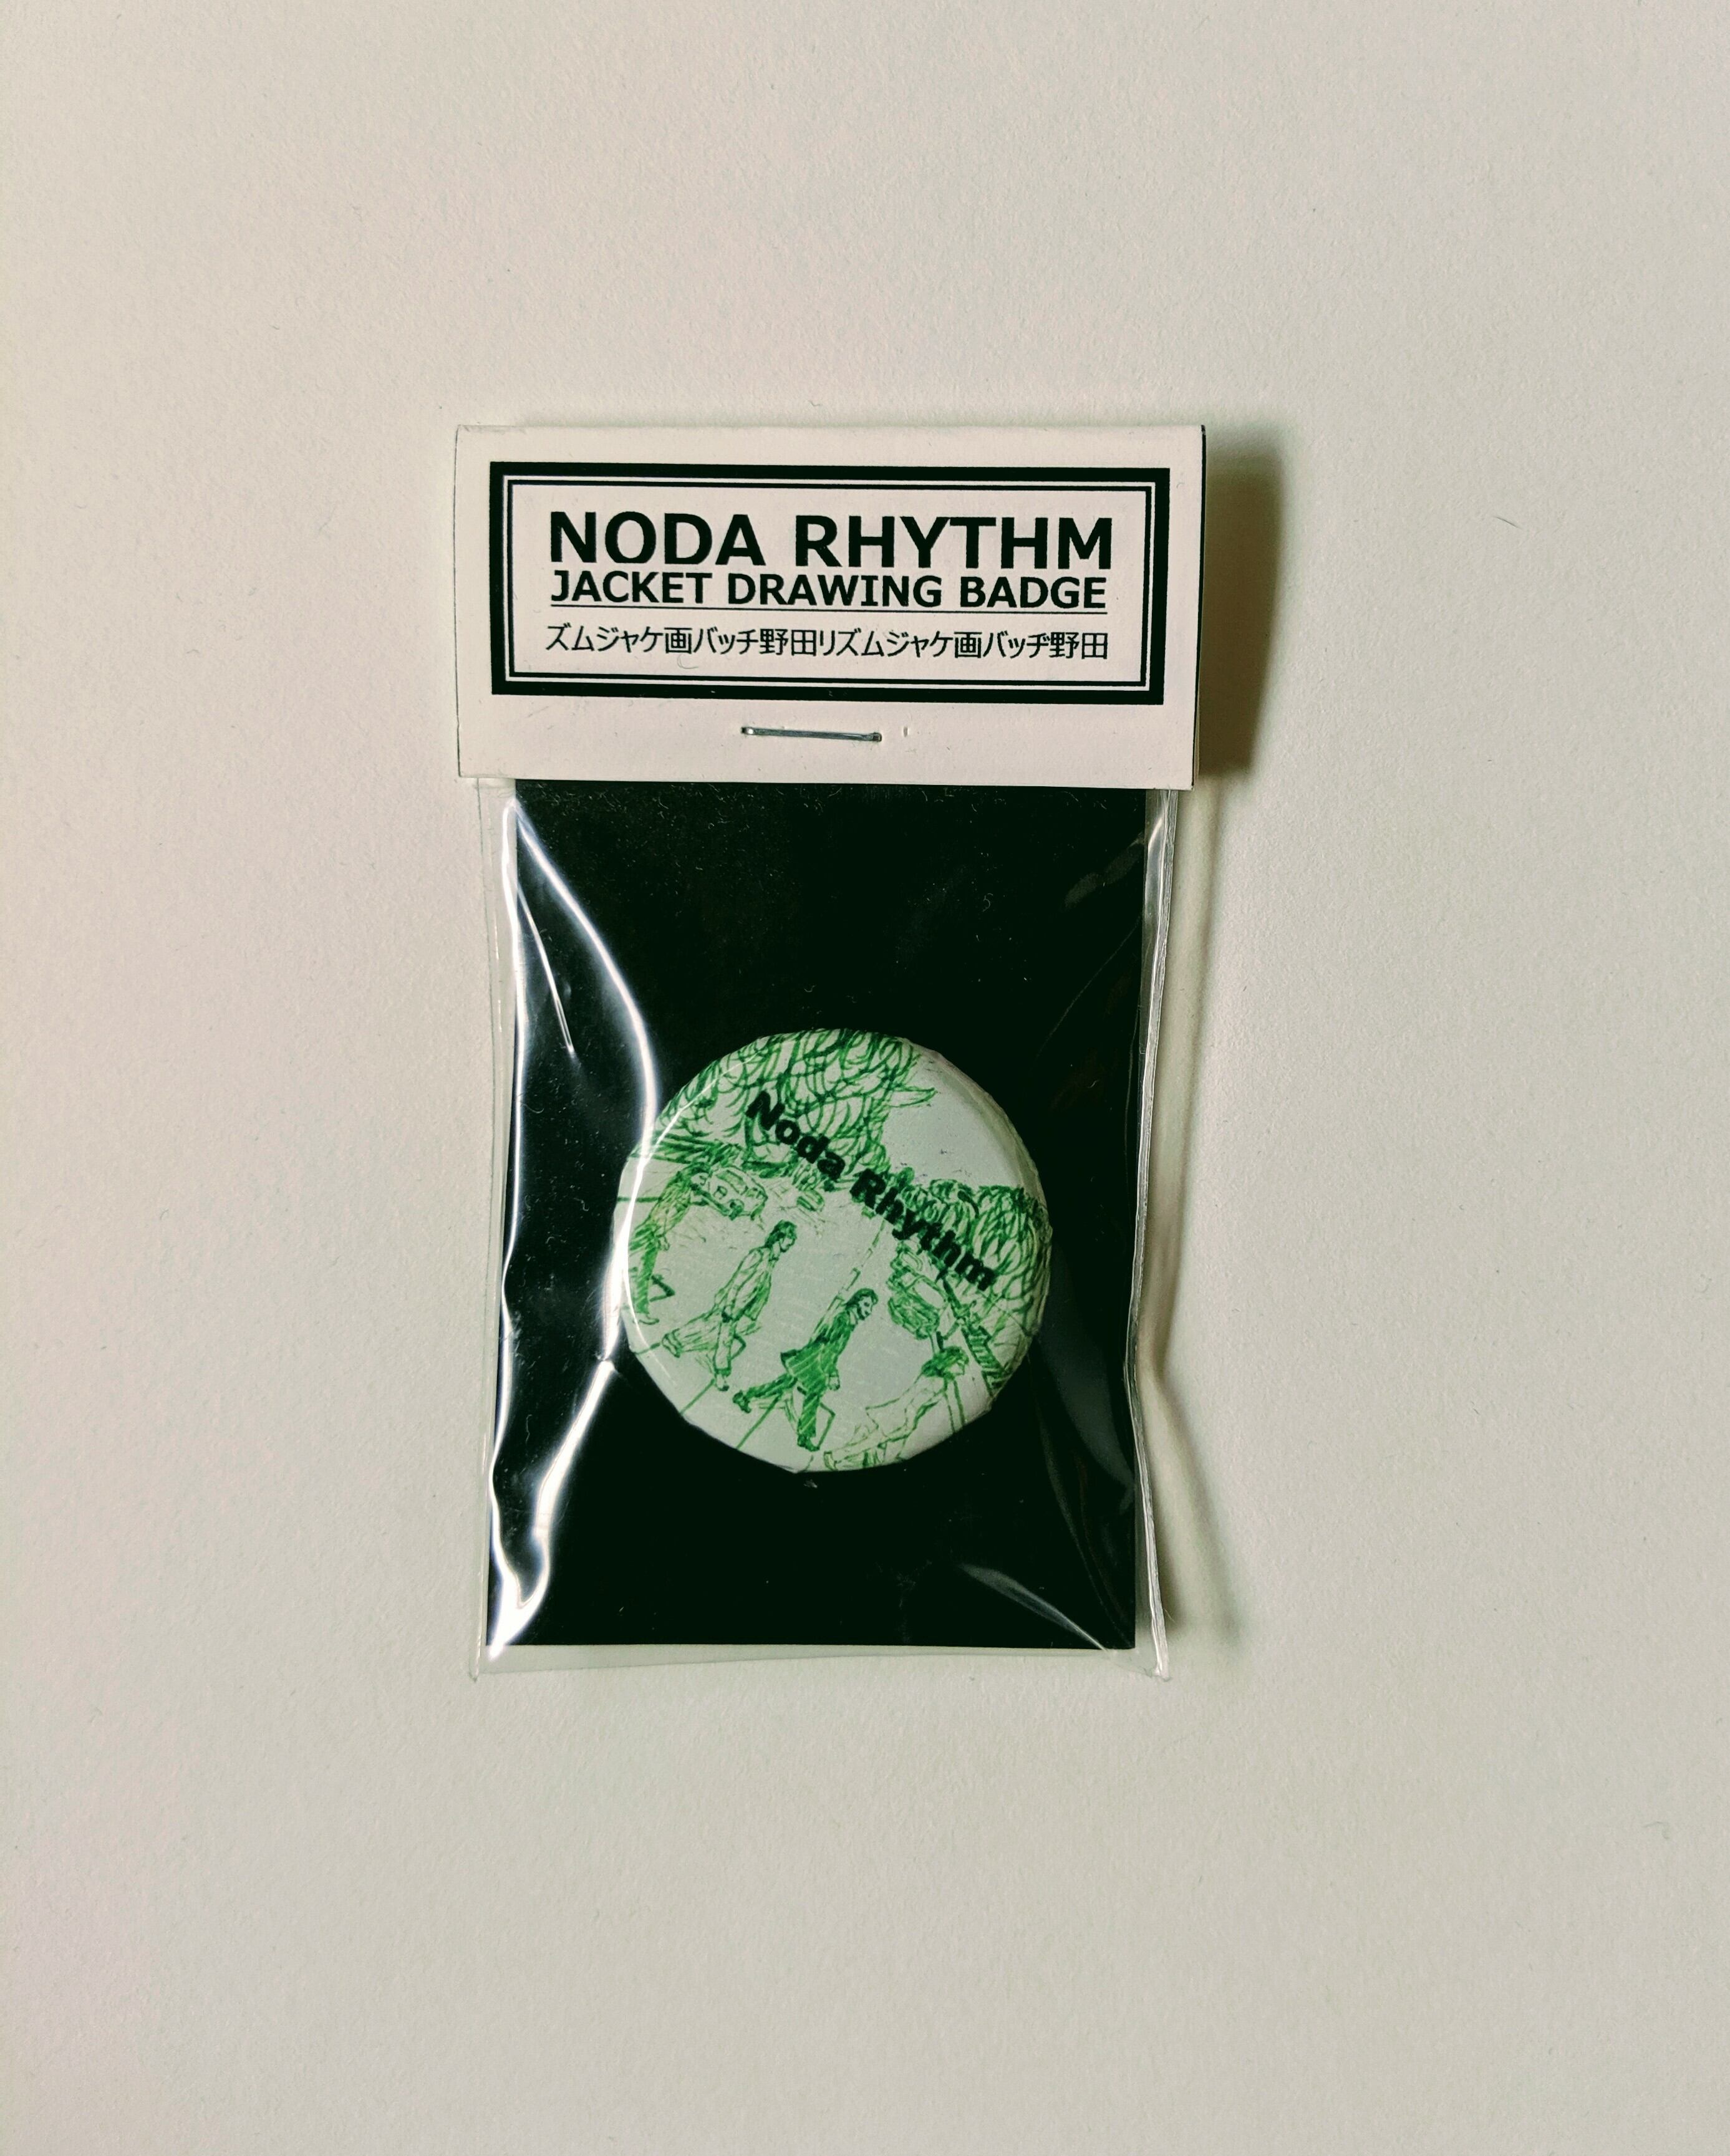 NODA RHYTHM
JACKET DRAWING BADGE
ズムジャケ画バッチ野田リズムジャケ画バッヂ野田
Noda Rhythm